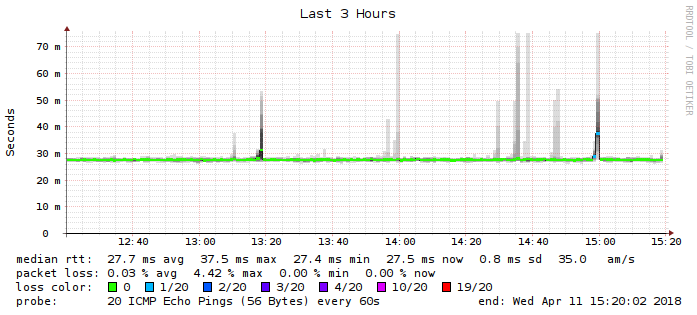 Last 3 Hours
RRDTOOL / TOBI OETIKER
Seconds
70 m
60 m
50 m
40 m
30 m
20 m
10 m
0
12:40 13:00 13:20 13:40 14:00 14:20 14:40 15:00 15:20
median rtt: 27.7 ms avg 37.5 ms max 27.4 ms min 27.5 ms now 0.8 ms sd 35.0 am/s
packet loss: 0.03 % avg 4.42 % max 0.00 % min 0.00 % now
loss color: 0 1/20 2/20 3/20 4/20 10/20 19/20
probe: 20 ICMP Echo Pings (56 Bytes) every 60s end: Wed Apr 11 15:20:02 2018